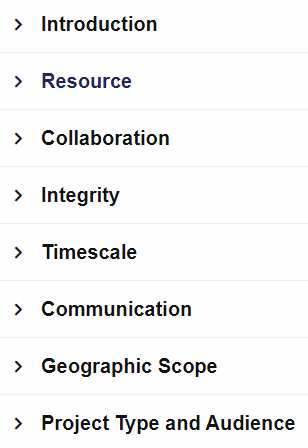 Introduction
Resource
Collaboration
Integrity
Timescale
Communication
Geographic Scope
Project Type and Audience